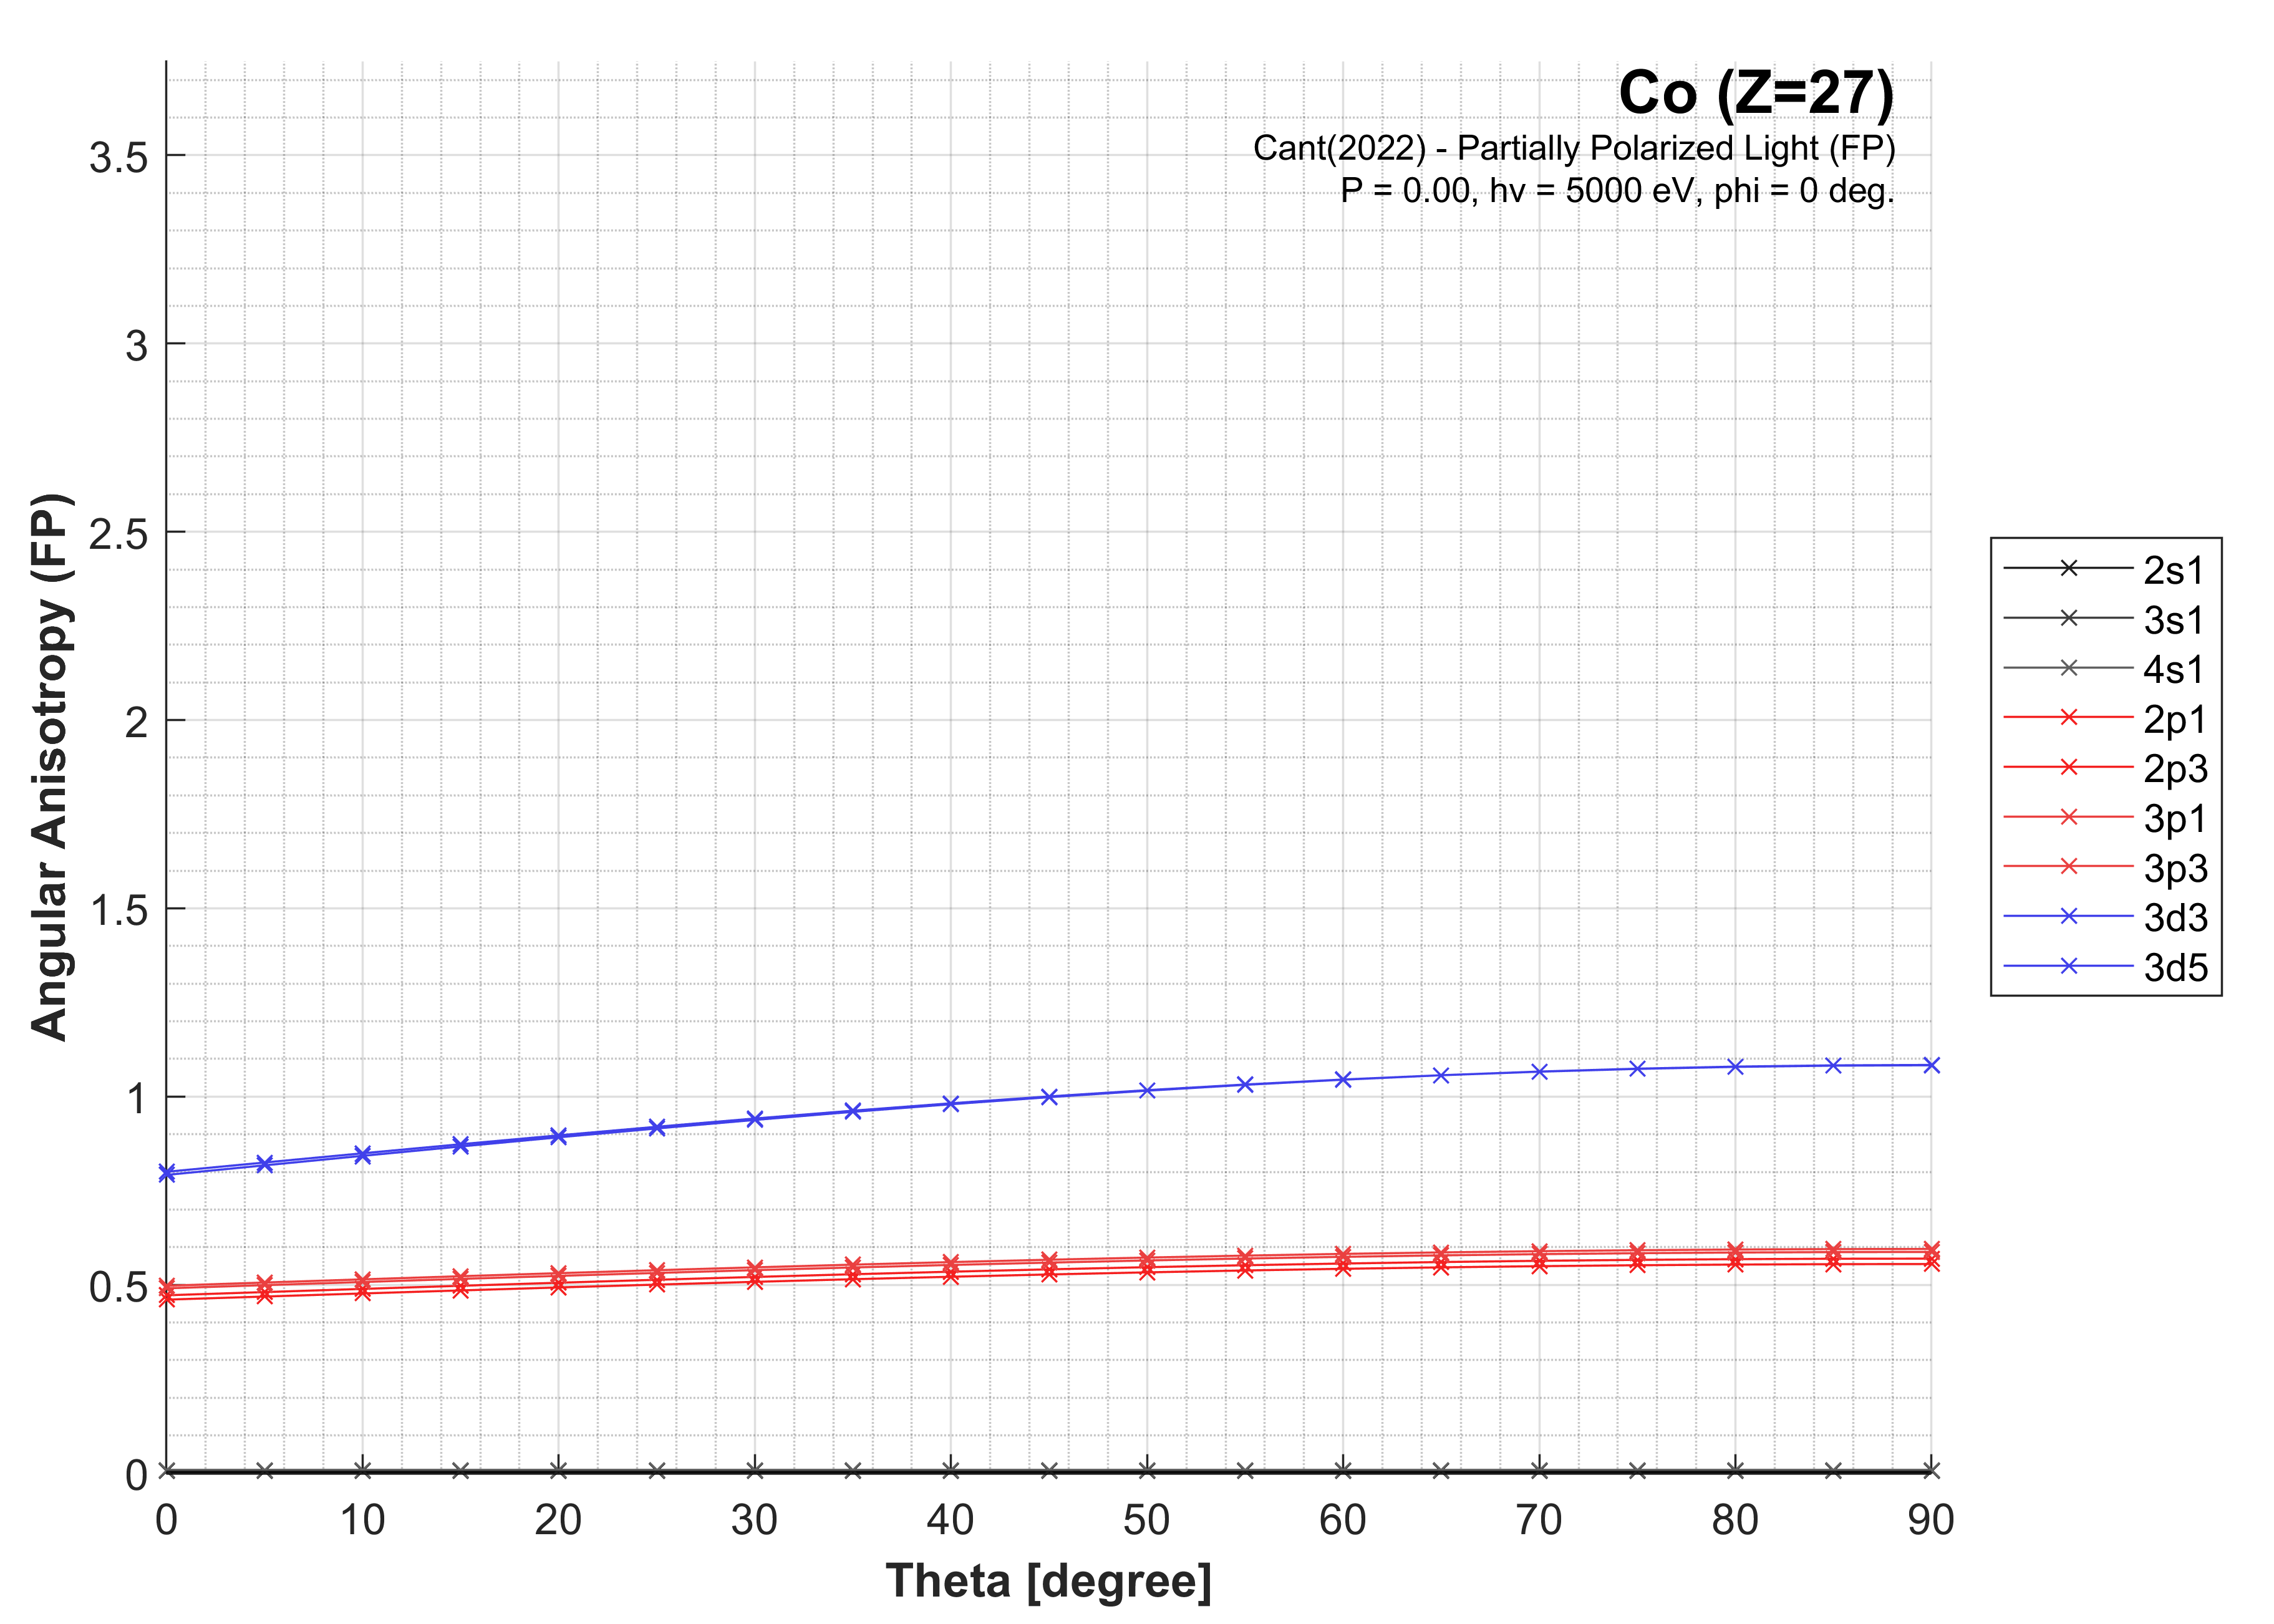 Co (Z=27)
Cant(2022) - Partially Polarized Light (FP)
P = 0.00, hv = 5000 eV, phi = 0 deg.
Angular Anisotropy (FP)
3.5
3
2.5
2
1.5
1
0.5
0
0 10 20 30 40 50 60 70 80 90
Theta [degree]
2s1
3s1
4s1
2p1
2p3
3p1
3p3
3d3
3d5